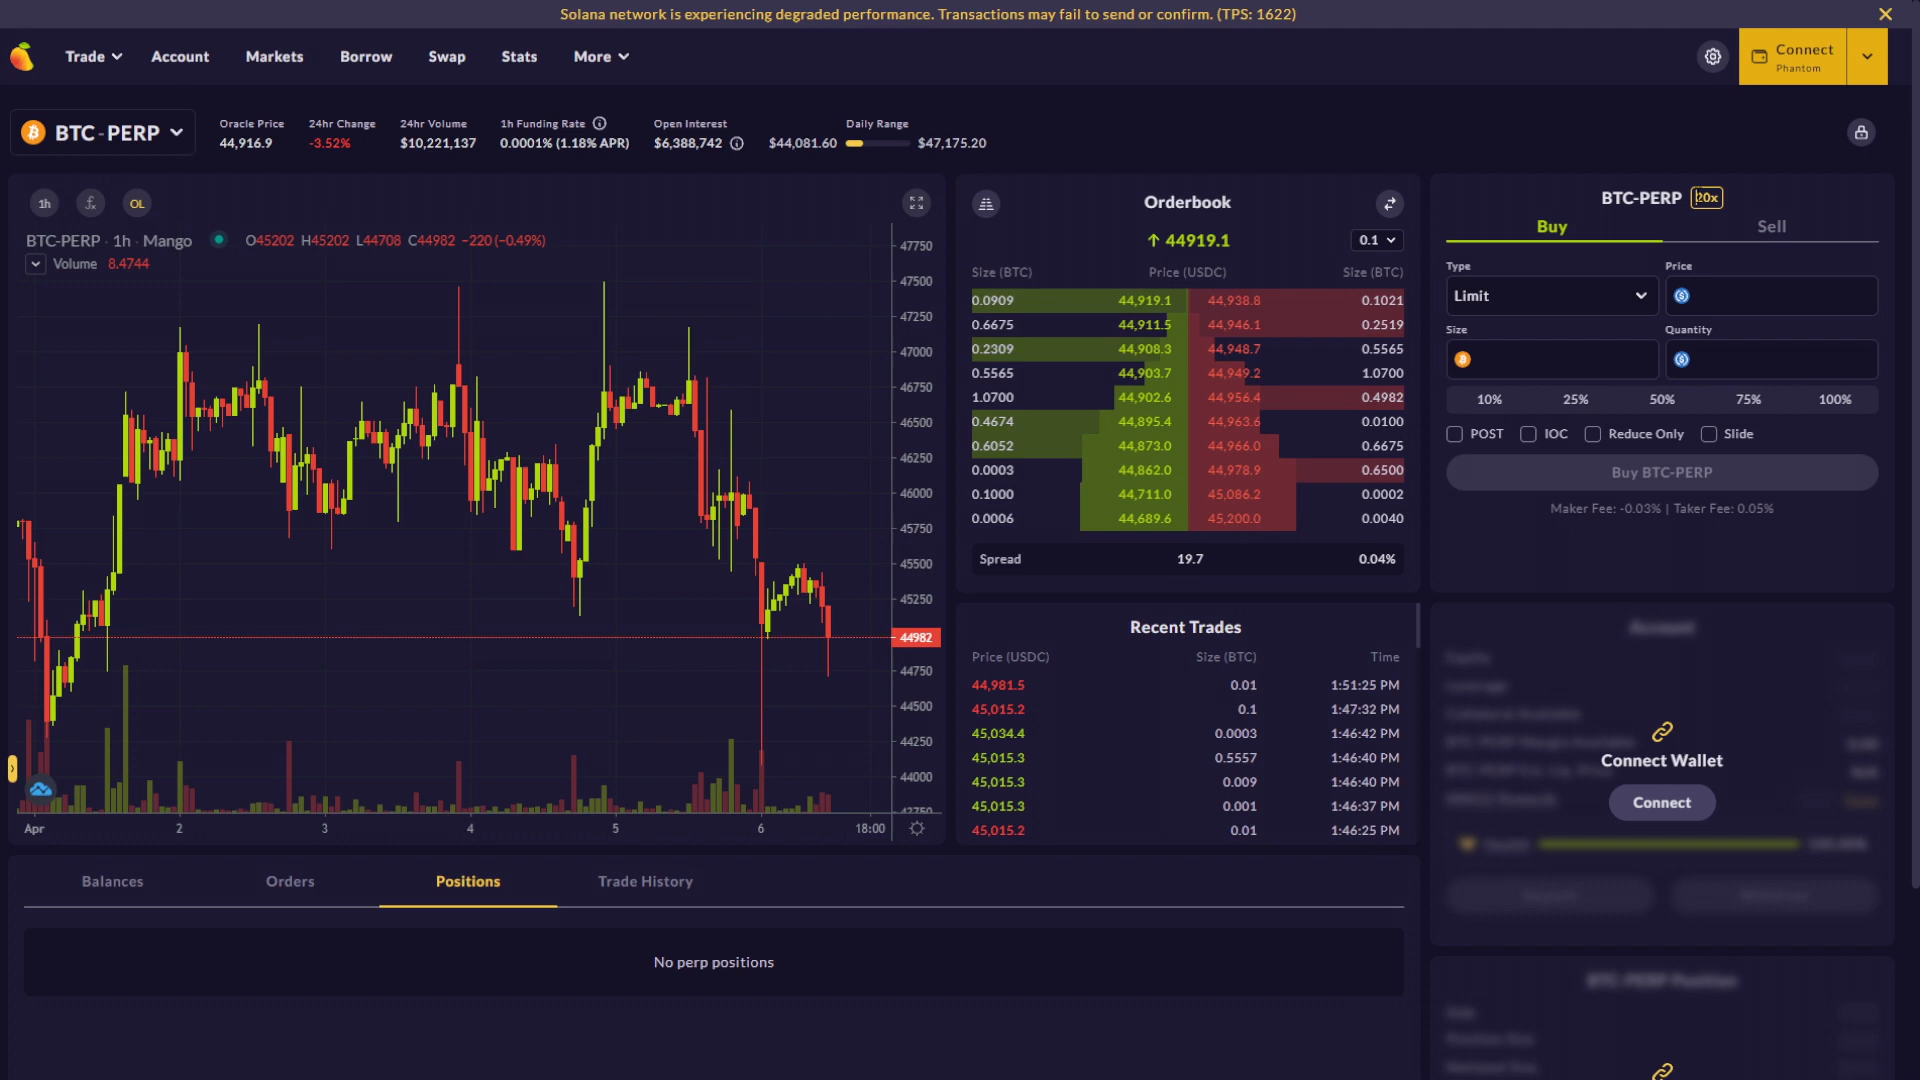 Solana network is experiencing degraded performance. Transactions may fail to send or confirm. (TPS: 1622)
Trade Account Markets Borrow Swap Stats More
Connect
Phantom
BTC-PERP
Oracle Price
44,916.9
24hr Change
-3.52%
24hr Volume
$10,221,137
1h Funding Rate
0.0001% (1.18% APR)
Open Interest
$6,388,742
Daily Range
$44,081.60 $47,175.20
1h
OL
BTC-PERP · 1h · Mango O45202 H45202 L44708 C44982 −220 (−0.49%)
Volume 8.4744
47750
47500
47250
47000
46750
46500
46250
46000
45750
45500
45250
44982
44750
44500
44250
44000
43750
Apr 2 3 4 5 6 18:00
Orderbook
44919.1
0.1
Size (BTC) Price (USDC) Size (BTC)
0.0909 44,919.1 44,938.8 0.1021
0.6675 44,911.5 44,946.1 0.2519
0.2309 44,908.3 44,948.7 0.5565
0.5565 44,903.7 44,949.2 1.0700
1.0700 44,902.6 44,956.4 0.4982
0.4674 44,895.4 44,963.6 0.0100
0.6052 44,873.0 44,966.0 0.6675
0.0003 44,862.0 44,978.9 0.6500
0.1000 44,711.0 45,086.2 0.0002
0.0006 44,689.6 45,200.0 0.0040
Spread 19.7 0.04%
Recent Trades
Price (USDC) Size (BTC) Time
44,981.5 0.01 1:51:25 PM
45,015.2 0.1 1:47:32 PM
45,034.4 0.0003 1:46:42 PM
45,015.3 0.5557 1:46:40 PM
45,015.3 0.009 1:46:40 PM
45,015.3 0.001 1:46:37 PM
45,015.2 0.01 1:46:25 PM
BTC-PERP 20x
Buy Sell
Type Price
Limit
Size Quantity
10% 25% 50% 75% 100%
POST IOC Reduce Only Slide
Buy BTC-PERP
Maker Fee: -0.03% | Taker Fee: 0.05%
Account
Connect Wallet
Connect
BTC-PERP Position
Balances Orders Positions Trade History
No perp positions